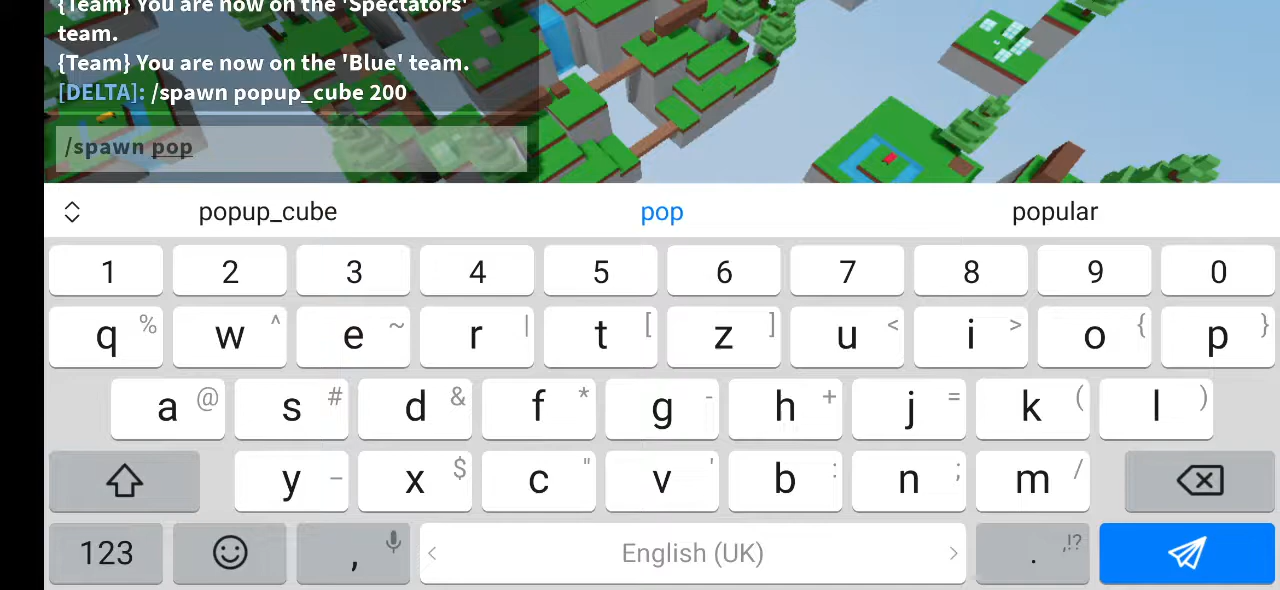 {Team} You are now on the 'Spectators'
team.
{Team} You are now on the 'Blue' team.
[DELTA]: /spawn popup_cube 200
/spawn pop
popup_cube pop popular
1 2 3 4 5 6 7 8 9 0
q % w ^ e ~ r | t [ z ] u < i > o { p }
a @ s # d & f * g - h + j = k ( l )
y _ x $ c " v ' b : n ; m /
123 , < English (UK) > . ,!?